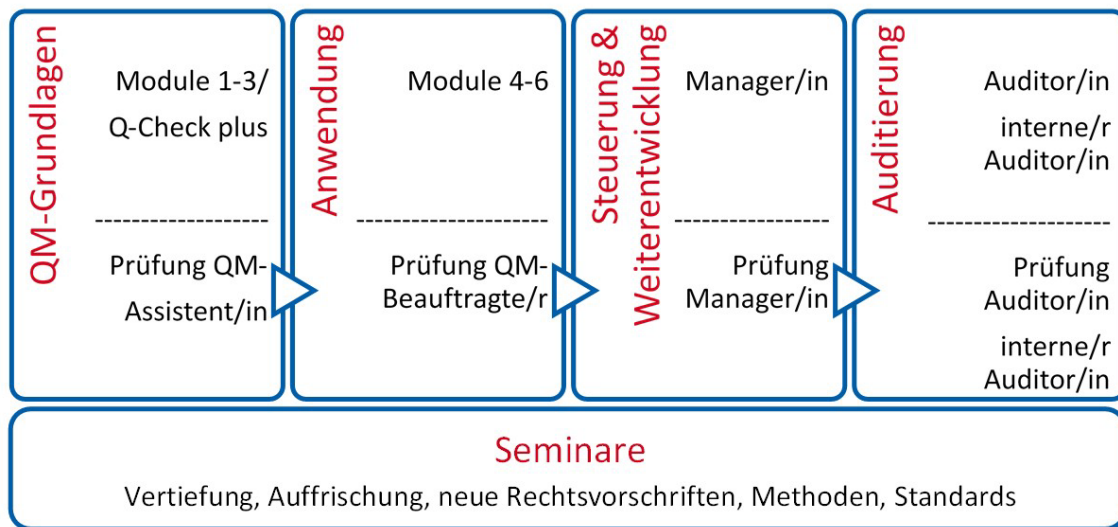 QM-Grundlagen
Module 1-3/
Q-Check plus
--------------------
Prüfung QM-
Assistent/in
Anwendung
Module 4-6
----------------------
Prüfung QM-
Beauftragte/r
Steuerung &
Weiterentwicklung
Manager/in
------------------
Prüfung
Manager/in
Auditierung
Auditor/in
interne/r
Auditor/in
---------------------
Prüfung
Auditor/in
interne/r
Auditor/in
Seminare
Vertiefung, Auffrischung, neue Rechtsvorschriften, Methoden, Standards